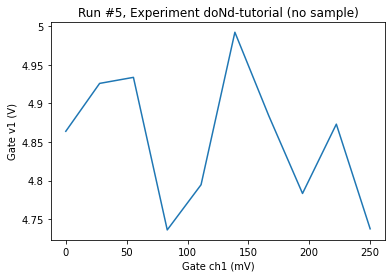 Run #5, Experiment doNd-tutorial (no sample)
5
4.95
4.9
4.85
4.8
4.75
Gate v1 (V)
0 50 100 150 200 250
Gate ch1 (mV)